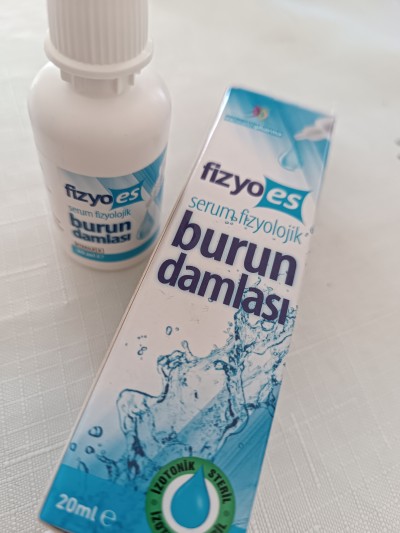 fizyoes
serum fizyolojik
burun
damlası
fizyoes
serum fizyolojik
burun
damlası
İZOTONİK STERİL
20ml e